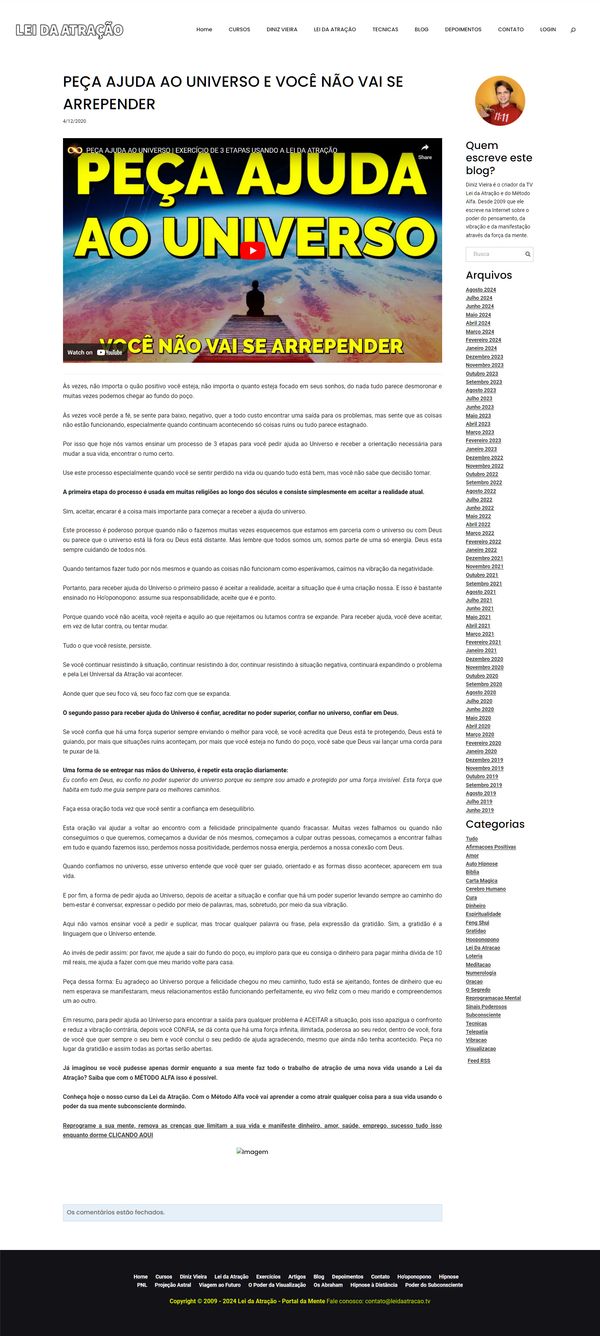 LEI DA ATRAÇÃO
Home CURSOS DINIZ VIEIRA LEI DA ATRAÇÃO TECNICAS BLOG DEPOIMENTOS CONTATO LOGIN
PEÇA AJUDA AO UNIVERSO E VOCÊ NÃO VAI SE
ARREPENDER
4/12/2020
PEÇA AJUDA AO UNIVERSO | EXERCÍCIO DE 3 ETAPAS USANDO A LEI DA ATRAÇÃO
Share
PEÇA AJUDA
AO UNIVERSO
VOCÊ NÃO VAI SE ARREPENDER
Watch on YouTube
Às vezes, não importa o quão positivo você esteja, não importa o quanto esteja focado em seus sonhos, do nada tudo parece desmoronar e
muitas vezes podemos chegar ao fundo do poço.
Às vezes você perde a fé, se sente para baixo, negativo, quer a todo custo encontrar uma saída para os problemas, mas sente que as coisas
não estão funcionando, especialmente quando continuam acontecendo só coisas ruins ou tudo parece estagnado.
Por isso que hoje nós vamos ensinar um processo de 3 etapas para você pedir ajuda ao Universo e receber a orientação necessária para
mudar a sua vida, encontrar o rumo certo.
Use este processo especialmente quando você se sentir perdido na vida ou quando tudo está bem, mas você não sabe que decisão tomar.
A primeira etapa do processo é usada em muitas religiões ao longo dos séculos e consiste simplesmente em aceitar a realidade atual.
Sim, aceitar, encarar é a coisa mais importante para começar a receber a ajuda do universo.
Este processo é poderoso porque quando não o fazemos muitas vezes esquecemos que estamos em parceria com o universo ou com Deus
ou parece que o universo está lá fora ou Deus está distante. Mas lembre que todos somos um, somos parte de uma só energia. Deus esta
sempre cuidando de todos nós.
Quando tentamos fazer tudo por nós mesmos e quando as coisas não funcionam como esperávamos, caímos na vibração da negatividade.
Portanto, para receber ajuda do Universo o primeiro passo é aceitar a realidade, aceitar a situação que é uma criação nossa. E isso é bastante
ensinado no Ho'oponopono: assume sua responsabilidade, aceite que é e ponto.
Porque quando você não aceita, você rejeita e aquilo ao que rejeitamos ou lutamos contra se expande. Para receber ajuda, você deve aceitar,
em vez de lutar contra, ou tentar mudar.
Tudo o que você resiste, persiste.
Se você continuar resistindo à situação, continuar resistindo à dor, continuar resistindo à situação negativa, continuará expandindo o problema
e pela Lei Universal da Atração vai acontecer.
Aonde quer que seu foco vá, seu foco faz com que se expanda.
O segundo passo para receber ajuda do Universo é confiar, acreditar no poder superior, confiar no universo, confiar em Deus.
Se você confia que há uma força superior sempre enviando o melhor para você, se você acredita que Deus está te protegendo, Deus está te
guiando, por mais que situações ruins aconteçam, por mais que você esteja no fundo do poço, você sabe que Deus vai lançar uma corda para
te puxar de lá.
Uma forma de se entregar nas mãos do Universo, é repetir esta oração diariamente:
Eu confio em Deus, eu confio no poder superior do universo porque eu sempre sou amado e protegido por uma força invisível. Esta força que
habita em tudo me guia sempre para os melhores caminhos.
Faça essa oração toda vez que você sentir a confiança em desequilíbrio.
Esta oração vai ajudar a voltar ao encontro com a felicidade principalmente quando fracassar. Muitas vezes falhamos ou quando não
conseguimos o que queremos, começamos a duvidar de nós mesmos, começamos a culpar outras pessoas, começamos a encontrar falhas
em tudo e quando fazemos isso, perdemos nossa positividade, perdemos nossa energia, perdemos a nossa conexão com Deus.
Quando confiamos no universo, esse universo entende que você quer ser guiado, orientado e as formas disso acontecer, aparecem em sua
vida.
E por fim, a forma de pedir ajuda ao Universo, depois de aceitar a situação e confiar que há um poder superior levando sempre ao caminho do
bem-estar é conversar, expressar o pedido por meio de palavras, mas, sobretudo, por meio da sua vibração.
Aqui não vamos ensinar você a pedir e suplicar, mas trocar qualquer palavra ou frase, pela expressão da gratidão. Sim, a gratidão é a
linguagem que o Universo entende.
Ao invés de pedir assim: por favor, me ajude a sair do fundo do poço, eu imploro para que eu consiga o dinheiro para pagar minha dívida de 10
mil reais, me ajuda a fazer com que meu marido volte para casa.
Peça dessa forma: Eu agradeço ao Universo porque a felicidade chegou no meu caminho, tudo está se ajeitando, fontes de dinheiro que eu
nem esperava se manifestaram, meus relacionamentos estão funcionando perfeitamente, eu vivo feliz com o meu marido e compreendemos
um ao outro.
Em resumo, para pedir ajuda ao Universo para encontrar a saída para qualquer problema é ACEITAR a situação, pois isso apazigua o confronto
e reduz a vibração contrária, depois você CONFIA, se dá conta que há uma força infinita, ilimitada, poderosa ao seu redor, dentro de você, fora
de você que quer sempre o seu bem e você conclui o seu pedido de ajuda agradecendo, mesmo que ainda não tenha acontecido. Peça no
lugar da gratidão e assim todas as portas serão abertas.
Já imaginou se você pudesse apenas dormir enquanto a sua mente faz todo o trabalho de atração de uma nova vida usando a Lei da
Atração? Saiba que com o MÉTODO ALFA isso é possível.
Conheça hoje o nosso curso da Lei da Atração. Com o Método Alfa você vai aprender a como atrair qualquer coisa para a sua vida usando o
poder da sua mente subconsciente dormindo.
Reprograme a sua mente, remova as crenças que limitam a sua vida e manifeste dinheiro, amor, saúde, emprego, sucesso tudo isso
enquanto dorme CLICANDO AQUI
Imagem
Os comentários estão fechados.
11:11
Quem
escreve este
blog?
Diniz Vieira é o criador da TV
Lei da Atração e do Método
Alfa. Desde 2009 que ele
escreve na Internet sobre o
poder do pensamento, da
vibração e da manifestação
através da força da mente.
Busca
Arquivos
Agosto 2024
Julho 2024
Junho 2024
Maio 2024
Abril 2024
Março 2024
Fevereiro 2024
Janeiro 2024
Dezembro 2023
Novembro 2023
Outubro 2023
Setembro 2023
Agosto 2023
Julho 2023
Junho 2023
Maio 2023
Abril 2023
Março 2023
Fevereiro 2023
Janeiro 2023
Dezembro 2022
Novembro 2022
Outubro 2022
Setembro 2022
Agosto 2022
Julho 2022
Junho 2022
Maio 2022
Abril 2022
Março 2022
Fevereiro 2022
Janeiro 2022
Dezembro 2021
Novembro 2021
Outubro 2021
Setembro 2021
Agosto 2021
Julho 2021
Junho 2021
Maio 2021
Abril 2021
Março 2021
Fevereiro 2021
Janeiro 2021
Dezembro 2020
Novembro 2020
Outubro 2020
Setembro 2020
Agosto 2020
Julho 2020
Junho 2020
Maio 2020
Abril 2020
Março 2020
Fevereiro 2020
Janeiro 2020
Dezembro 2019
Novembro 2019
Outubro 2019
Setembro 2019
Agosto 2019
Julho 2019
Junho 2019
Categorias
Tudo
Afirmacoes Positivas
Amor
Auto Hipnose
Biblia
Carta Magica
Cerebro Humano
Cura
Dinheiro
Espiritualidade
Feng Shui
Gratidao
Hooponopono
Lei Da Atracao
Loteria
Meditacao
Numerologia
Oracao
O Segredo
Reprogramacao Mental
Sinais Poderosos
Subconsciente
Tecnicas
Telepatia
Vibracao
Visualizacao
Feed RSS
Home Cursos Diniz Vieira Lei da Atração Exercícios Artigos Blog Depoimentos Contato Ho'oponopono Hipnose
PNL Projeção Astral Viagem ao Futuro O Poder da Visualização Os Abraham Hipnose à Distância Poder do Subconsciente
Copyright © 2009 - 2024 Lei da Atração - Portal da Mente Fale conosco: contato@leidaatracao.tv